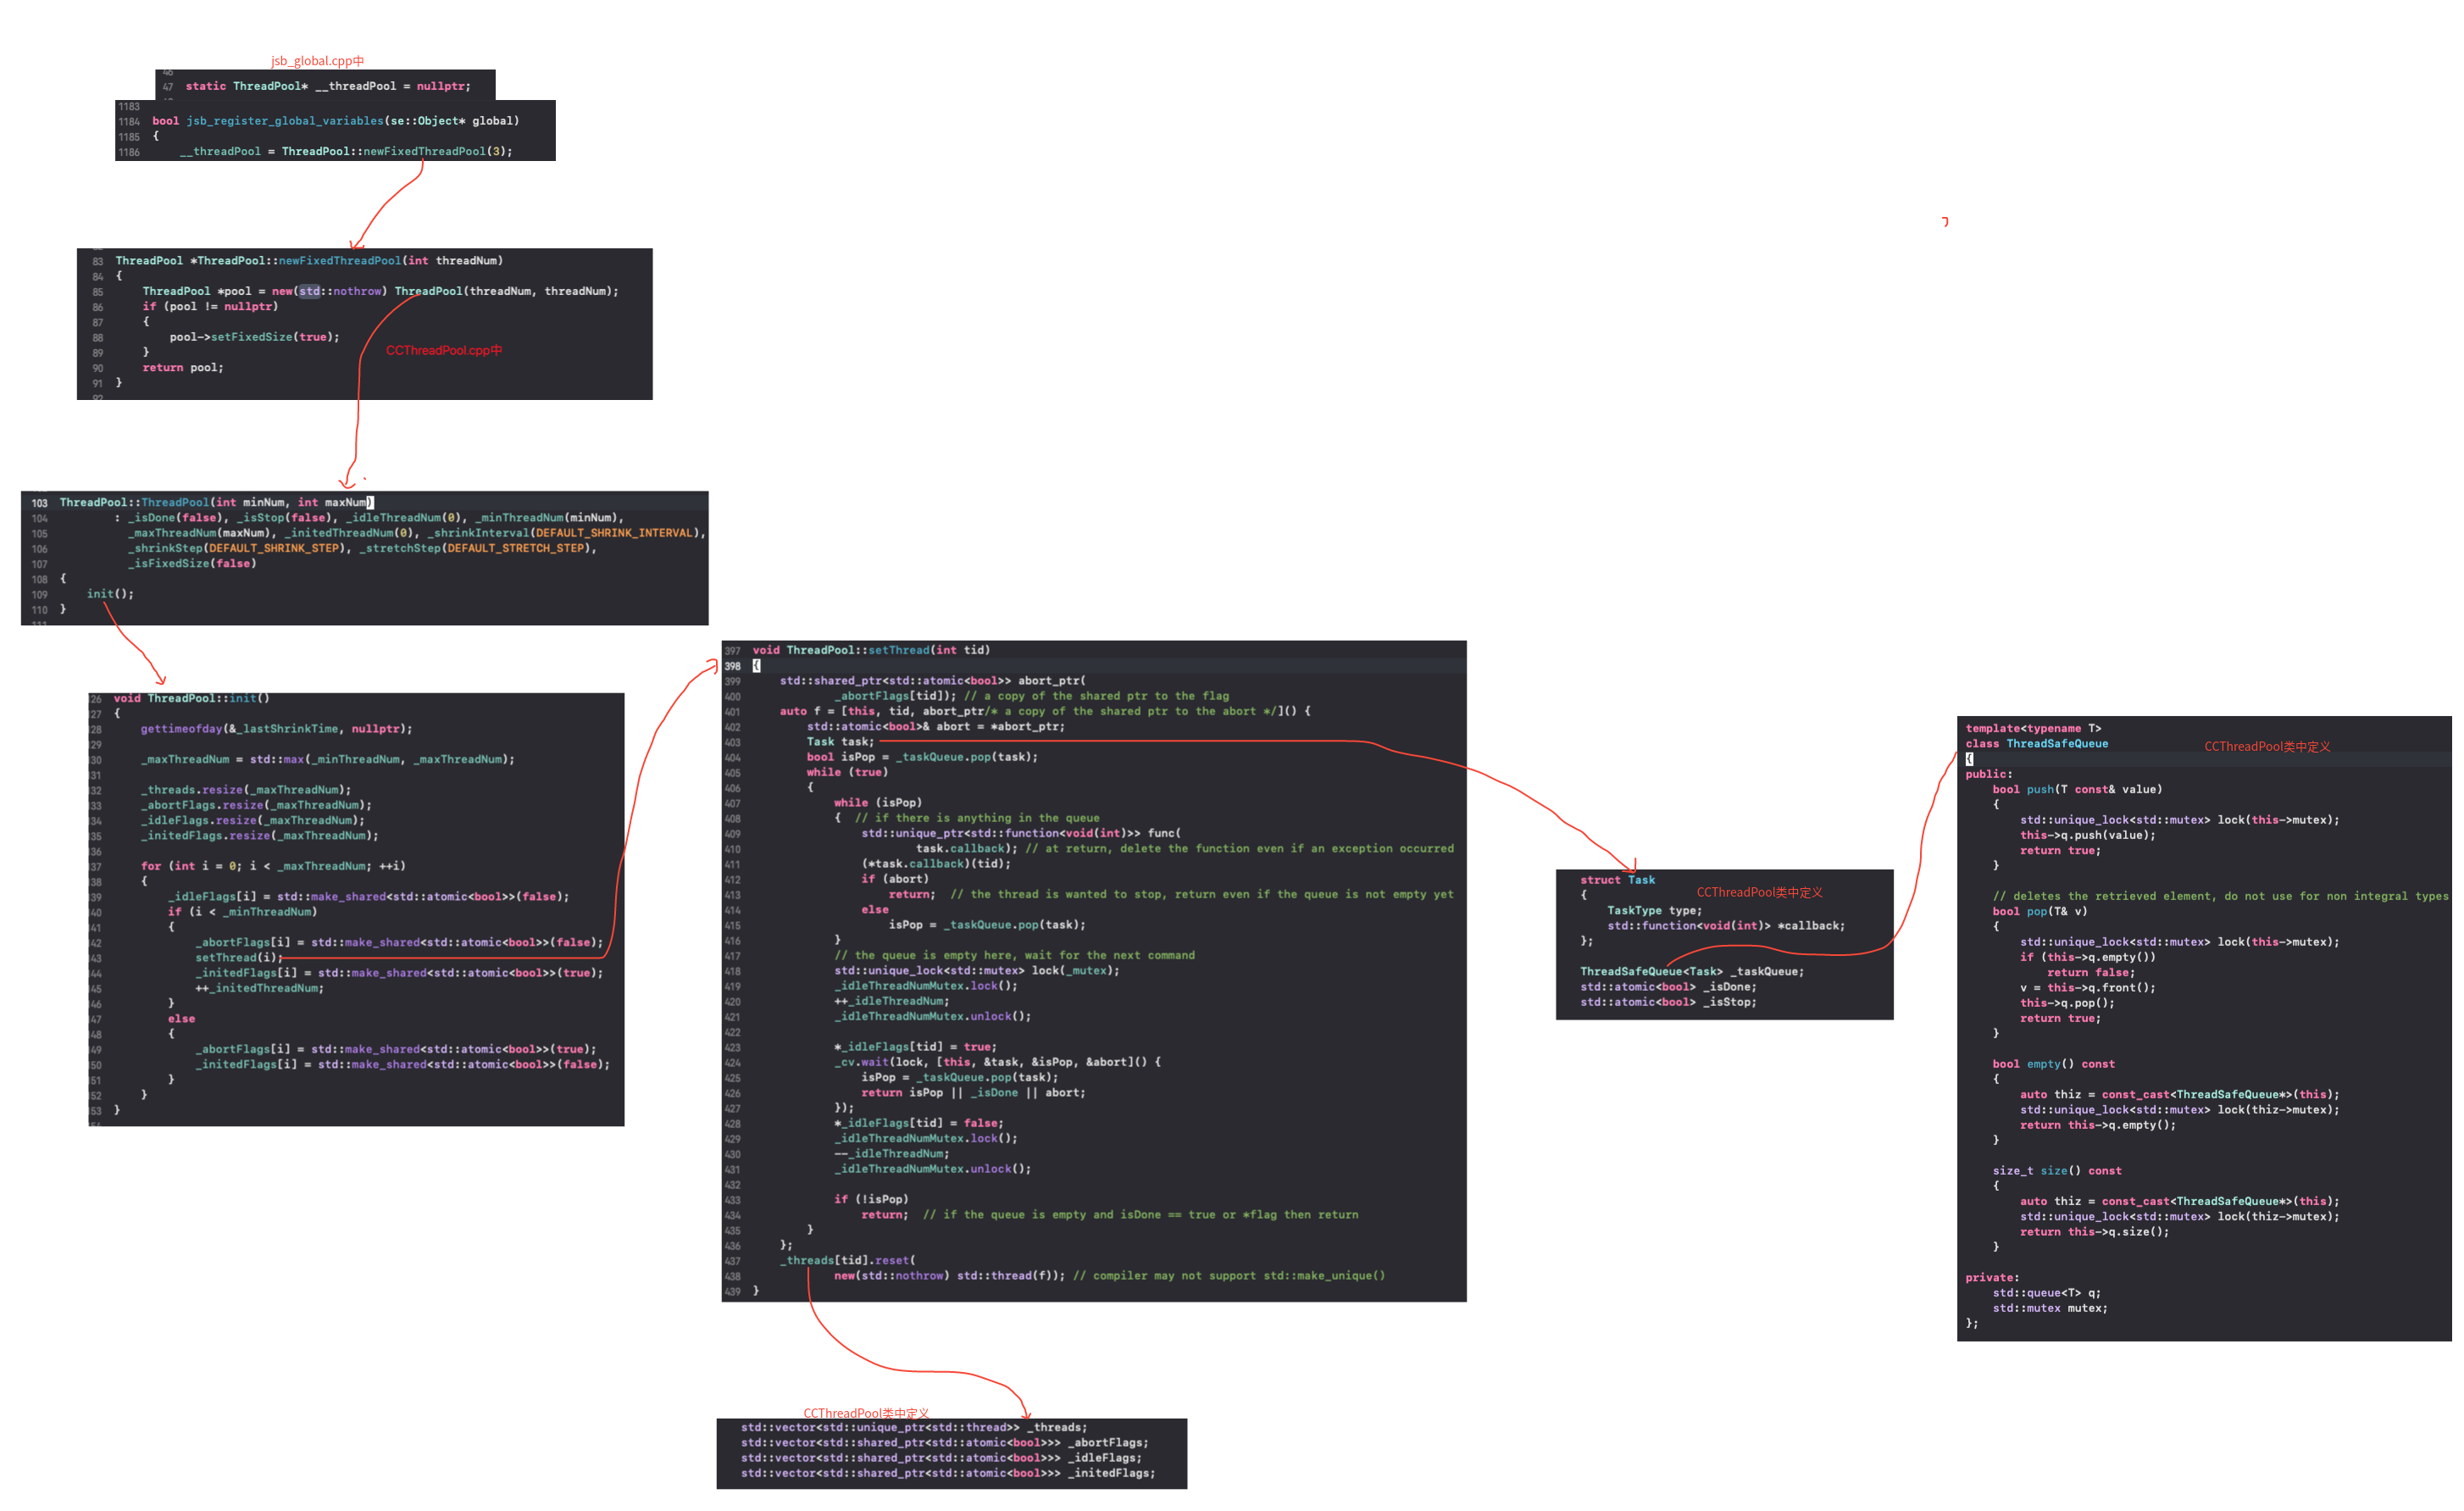 jsb_global.cpp中
46
47 static ThreadPool* __threadPool = nullptr;
1183
1184 bool jsb_register_global_variables(se::Object* global)
1185 {
1186 __threadPool = ThreadPool::newFixedThreadPool(3);
83 ThreadPool *ThreadPool::newFixedThreadPool(int threadNum)
84 {
85 ThreadPool *pool = new(std::nothrow) ThreadPool(threadNum, threadNum);
86 if (pool != nullptr)
87 {
88 pool->setFixedSize(true);
89 }
CCThreadPool.cpp中
90 return pool;
91 }
92
103 ThreadPool::ThreadPool(int minNum, int maxNum)
104 : _isDone(false), _isStop(false), _idleThreadNum(0), _minThreadNum(minNum),
105 _maxThreadNum(maxNum), _initedThreadNum(0), _shrinkInterval(DEFAULT_SHRINK_INTERVAL),
106 _shrinkStep(DEFAULT_SHRINK_STEP), _stretchStep(DEFAULT_STRETCH_STEP),
107 _isFixedSize(false)
108 {
109 init();
110 }
111
26 void ThreadPool::init()
27 {
28 gettimeofday(&_lastShrinkTime, nullptr);
29
30 _maxThreadNum = std::max(_minThreadNum, _maxThreadNum);
31
32 _threads.resize(_maxThreadNum);
33 _abortFlags.resize(_maxThreadNum);
34 _idleFlags.resize(_maxThreadNum);
35 _initedFlags.resize(_maxThreadNum);
36
37 for (int i = 0; i < _maxThreadNum; ++i)
38 {
39 _idleFlags[i] = std::make_shared<std::atomic<bool>>(false);
40 if (i < _minThreadNum)
41 {
42 _abortFlags[i] = std::make_shared<std::atomic<bool>>(false);
43 setThread(i);
44 _initedFlags[i] = std::make_shared<std::atomic<bool>>(true);
45 ++_initedThreadNum;
46 }
47 else
48 {
49 _abortFlags[i] = std::make_shared<std::atomic<bool>>(true);
50 _initedFlags[i] = std::make_shared<std::atomic<bool>>(false);
51 }
52 }
53 }
397 void ThreadPool::setThread(int tid)
398 {
399 std::shared_ptr<std::atomic<bool>> abort_ptr(
400 _abortFlags[tid]); // a copy of the shared ptr to the flag
401 auto f = [this, tid, abort_ptr/* a copy of the shared ptr to the abort */]() {
402 std::atomic<bool>& abort = *abort_ptr;
403 Task task;
404 bool isPop = _taskQueue.pop(task);
405 while (true)
406 {
407 while (isPop)
408 { // if there is anything in the queue
409 std::unique_ptr<std::function<void(int)>> func(
410 task.callback); // at return, delete the function even if an exception occurred
411 (*task.callback)(tid);
412 if (abort)
413 return; // the thread is wanted to stop, return even if the queue is not empty yet
414 else
415 isPop = _taskQueue.pop(task);
416 }
417 // the queue is empty here, wait for the next command
418 std::unique_lock<std::mutex> lock(_mutex);
419 _idleThreadNumMutex.lock();
420 ++_idleThreadNum;
421 _idleThreadNumMutex.unlock();
422
423 *_idleFlags[tid] = true;
424 _cv.wait(lock, [this, &task, &isPop, &abort]() {
425 isPop = _taskQueue.pop(task);
426 return isPop || _isDone || abort;
427 });
428 *_idleFlags[tid] = false;
429 _idleThreadNumMutex.lock();
430 --_idleThreadNum;
431 _idleThreadNumMutex.unlock();
432
433 if (!isPop)
434 return; // if the queue is empty and isDone == true or *flag then return
435 }
436 };
437 _threads[tid].reset(
438 new(std::nothrow) std::thread(f)); // compiler may not support std::make_unique()
439 }
CCThreadPool类中定义
std::vector<std::unique_ptr<std::thread>> _threads;
std::vector<std::shared_ptr<std::atomic<bool>>> _abortFlags;
std::vector<std::shared_ptr<std::atomic<bool>>> _idleFlags;
std::vector<std::shared_ptr<std::atomic<bool>>> _initedFlags;
struct Task
{
CCThreadPool类中定义
TaskType type;
std::function<void(int)> *callback;
};
ThreadSafeQueue<Task> _taskQueue;
std::atomic<bool> _isDone;
std::atomic<bool> _isStop;
template<typename T>
class ThreadSafeQueue
CCThreadPool类中定义
{
public:
bool push(T const& value)
{
std::unique_lock<std::mutex> lock(this->mutex);
this->q.push(value);
return true;
}
// deletes the retrieved element, do not use for non integral types
bool pop(T& v)
{
std::unique_lock<std::mutex> lock(this->mutex);
if (this->q.empty())
return false;
v = this->q.front();
this->q.pop();
return true;
}
bool empty() const
{
auto thiz = const_cast<ThreadSafeQueue*>(this);
std::unique_lock<std::mutex> lock(thiz->mutex);
return this->q.empty();
}
size_t size() const
{
auto thiz = const_cast<ThreadSafeQueue*>(this);
std::unique_lock<std::mutex> lock(thiz->mutex);
return this->q.size();
}
private:
std::queue<T> q;
std::mutex mutex;
};